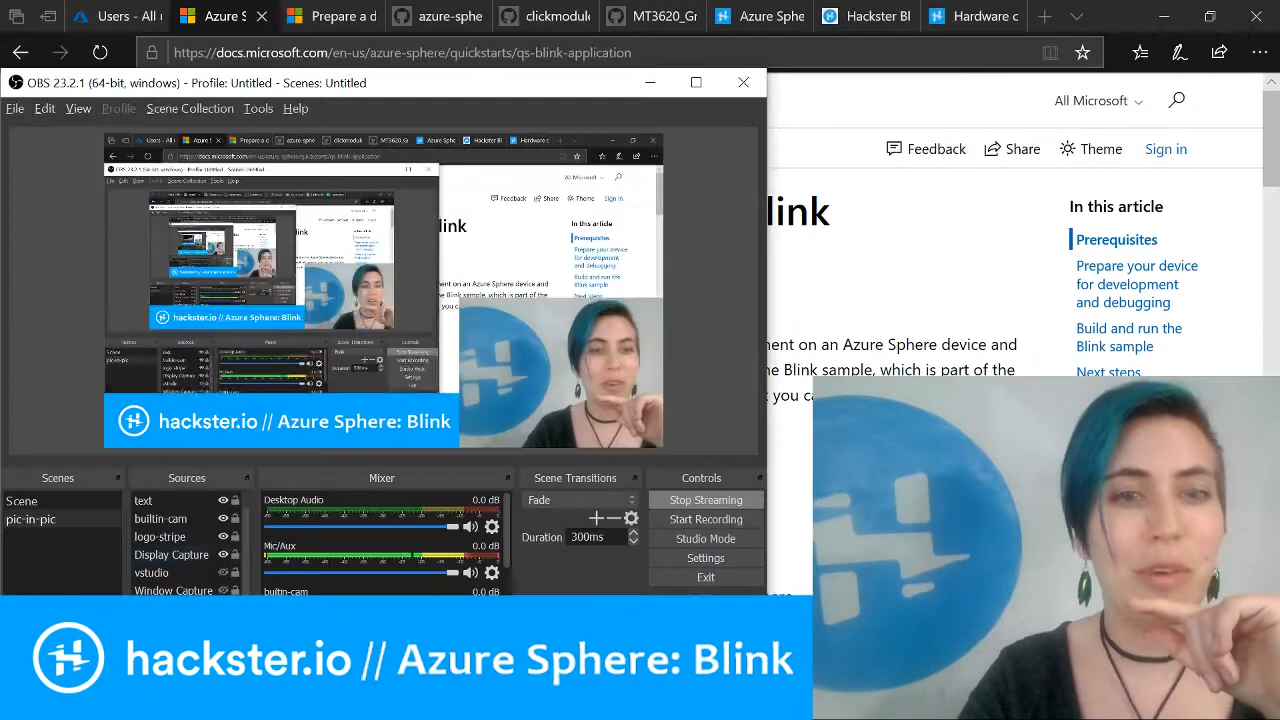 Users - All
Azure S
Prepare a d
azure-sphe
clickmodule
MT3620_Gr
Azure Sphe
Hackster Bl
Hardware c
https://docs.microsoft.com/en-us/azure-sphere/quickstarts/qs-blink-application
OBS 23.2.1 (64-bit, windows) - Profile: Untitled - Scenes: Untitled
File Edit View Profile Scene Collection Tools Help
All Microsoft
Feedback Share Theme Sign in
link
In this article
Prerequisites
Prepare your device
for development
and debugging
Build and run the
Blink sample
Next steps
ment on an Azure Sphere device and
he Blink sample, which is part of the
you
hackster.io // Azure Sphere: Blink
Scenes Sources Mixer Scene Transitions Controls
Scene
pic-in-pic
text
builtin-cam
logo-stripe
Display Capture
vstudio
Window Capture
Desktop Audio 0.0 dB
Mic/Aux 0.0 dB
builtin-cam 0.0 dB
Fade
Duration 300ms
Stop Streaming
Start Recording
Studio Mode
Settings
Exit
hackster.io // Azure Sphere: Blink